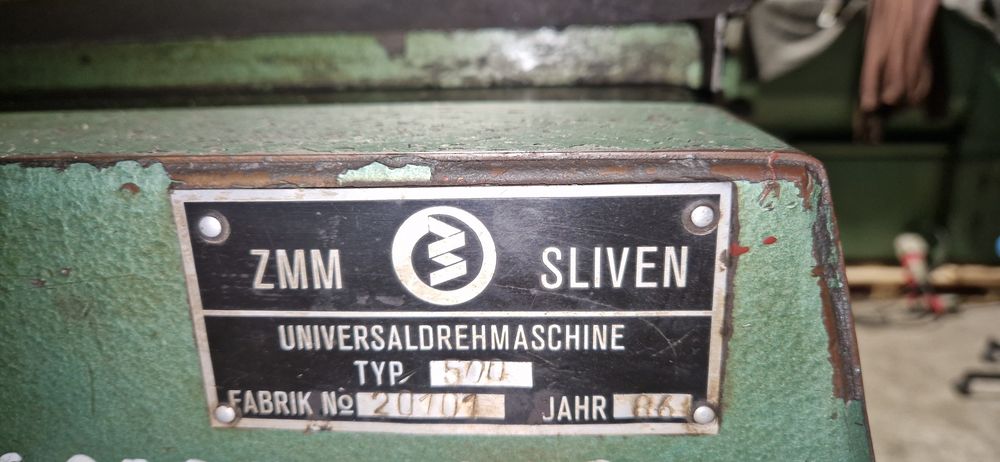 ZMM SLIVEN
UNIVERSALDREHMASCHINE
TYP 500
FABRIK No 20101
JAHR 86